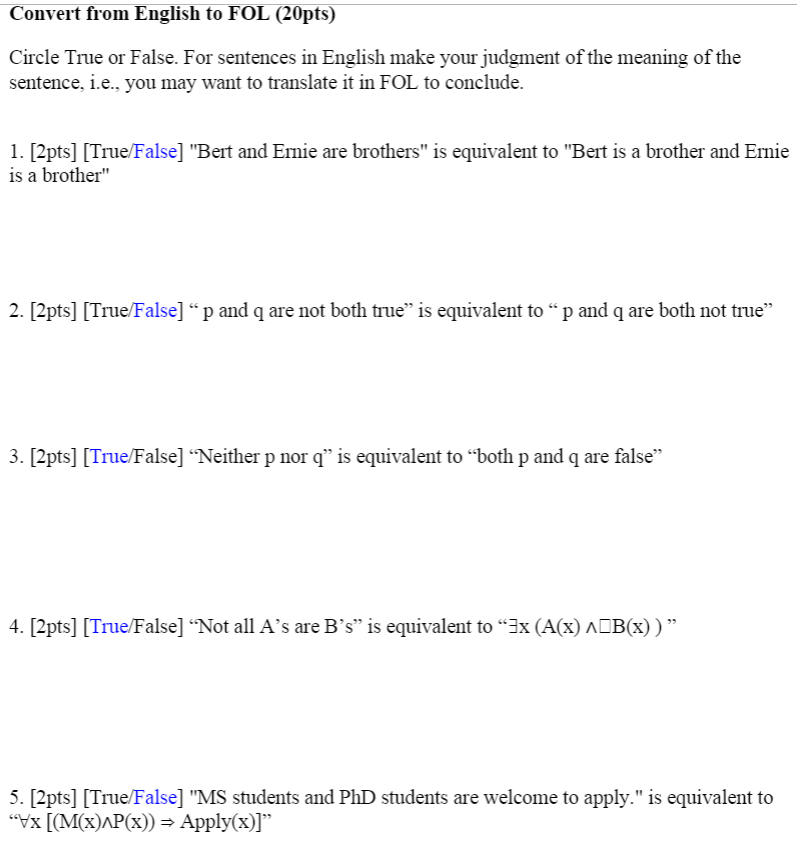 Convert from English to FOL (20pts)
Circle True or False. For sentences in English make your judgment of the meaning of the
sentence, i.e., you may want to translate it in FOL to conclude.
1. [2pts] [True/False] "Bert and Ernie are brothers" is equivalent to "Bert is a brother and Ernie
is a brother"
2. [2pts] [True/False] “ p and q are not both true” is equivalent to “ p and q are both not true”
3. [2pts] [True/False] “Neither p nor q” is equivalent to “both p and q are false”
4. [2pts] [True/False] “Not all A’s are B’s” is equivalent to “∃x (A(x) ∧□B(x) ) ”
5. [2pts] [True/False] "MS students and PhD students are welcome to apply." is equivalent to
“∀x [(M(x)∧P(x)) ⇒ Apply(x)]”